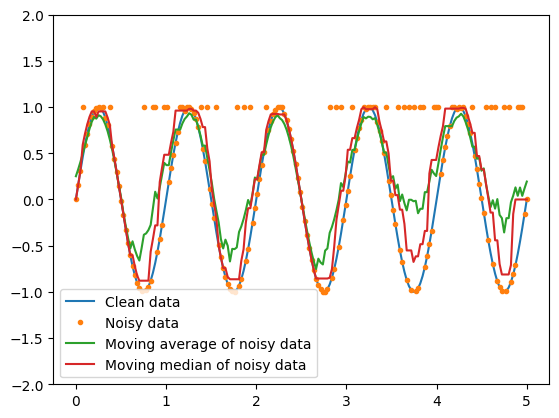 2.0
1.5
1.0
0.5
0.0
−0.5
−1.0
−1.5
−2.0
Clean data
Noisy data
Moving average of noisy data
Moving median of noisy data
0 1 2 3 4 5